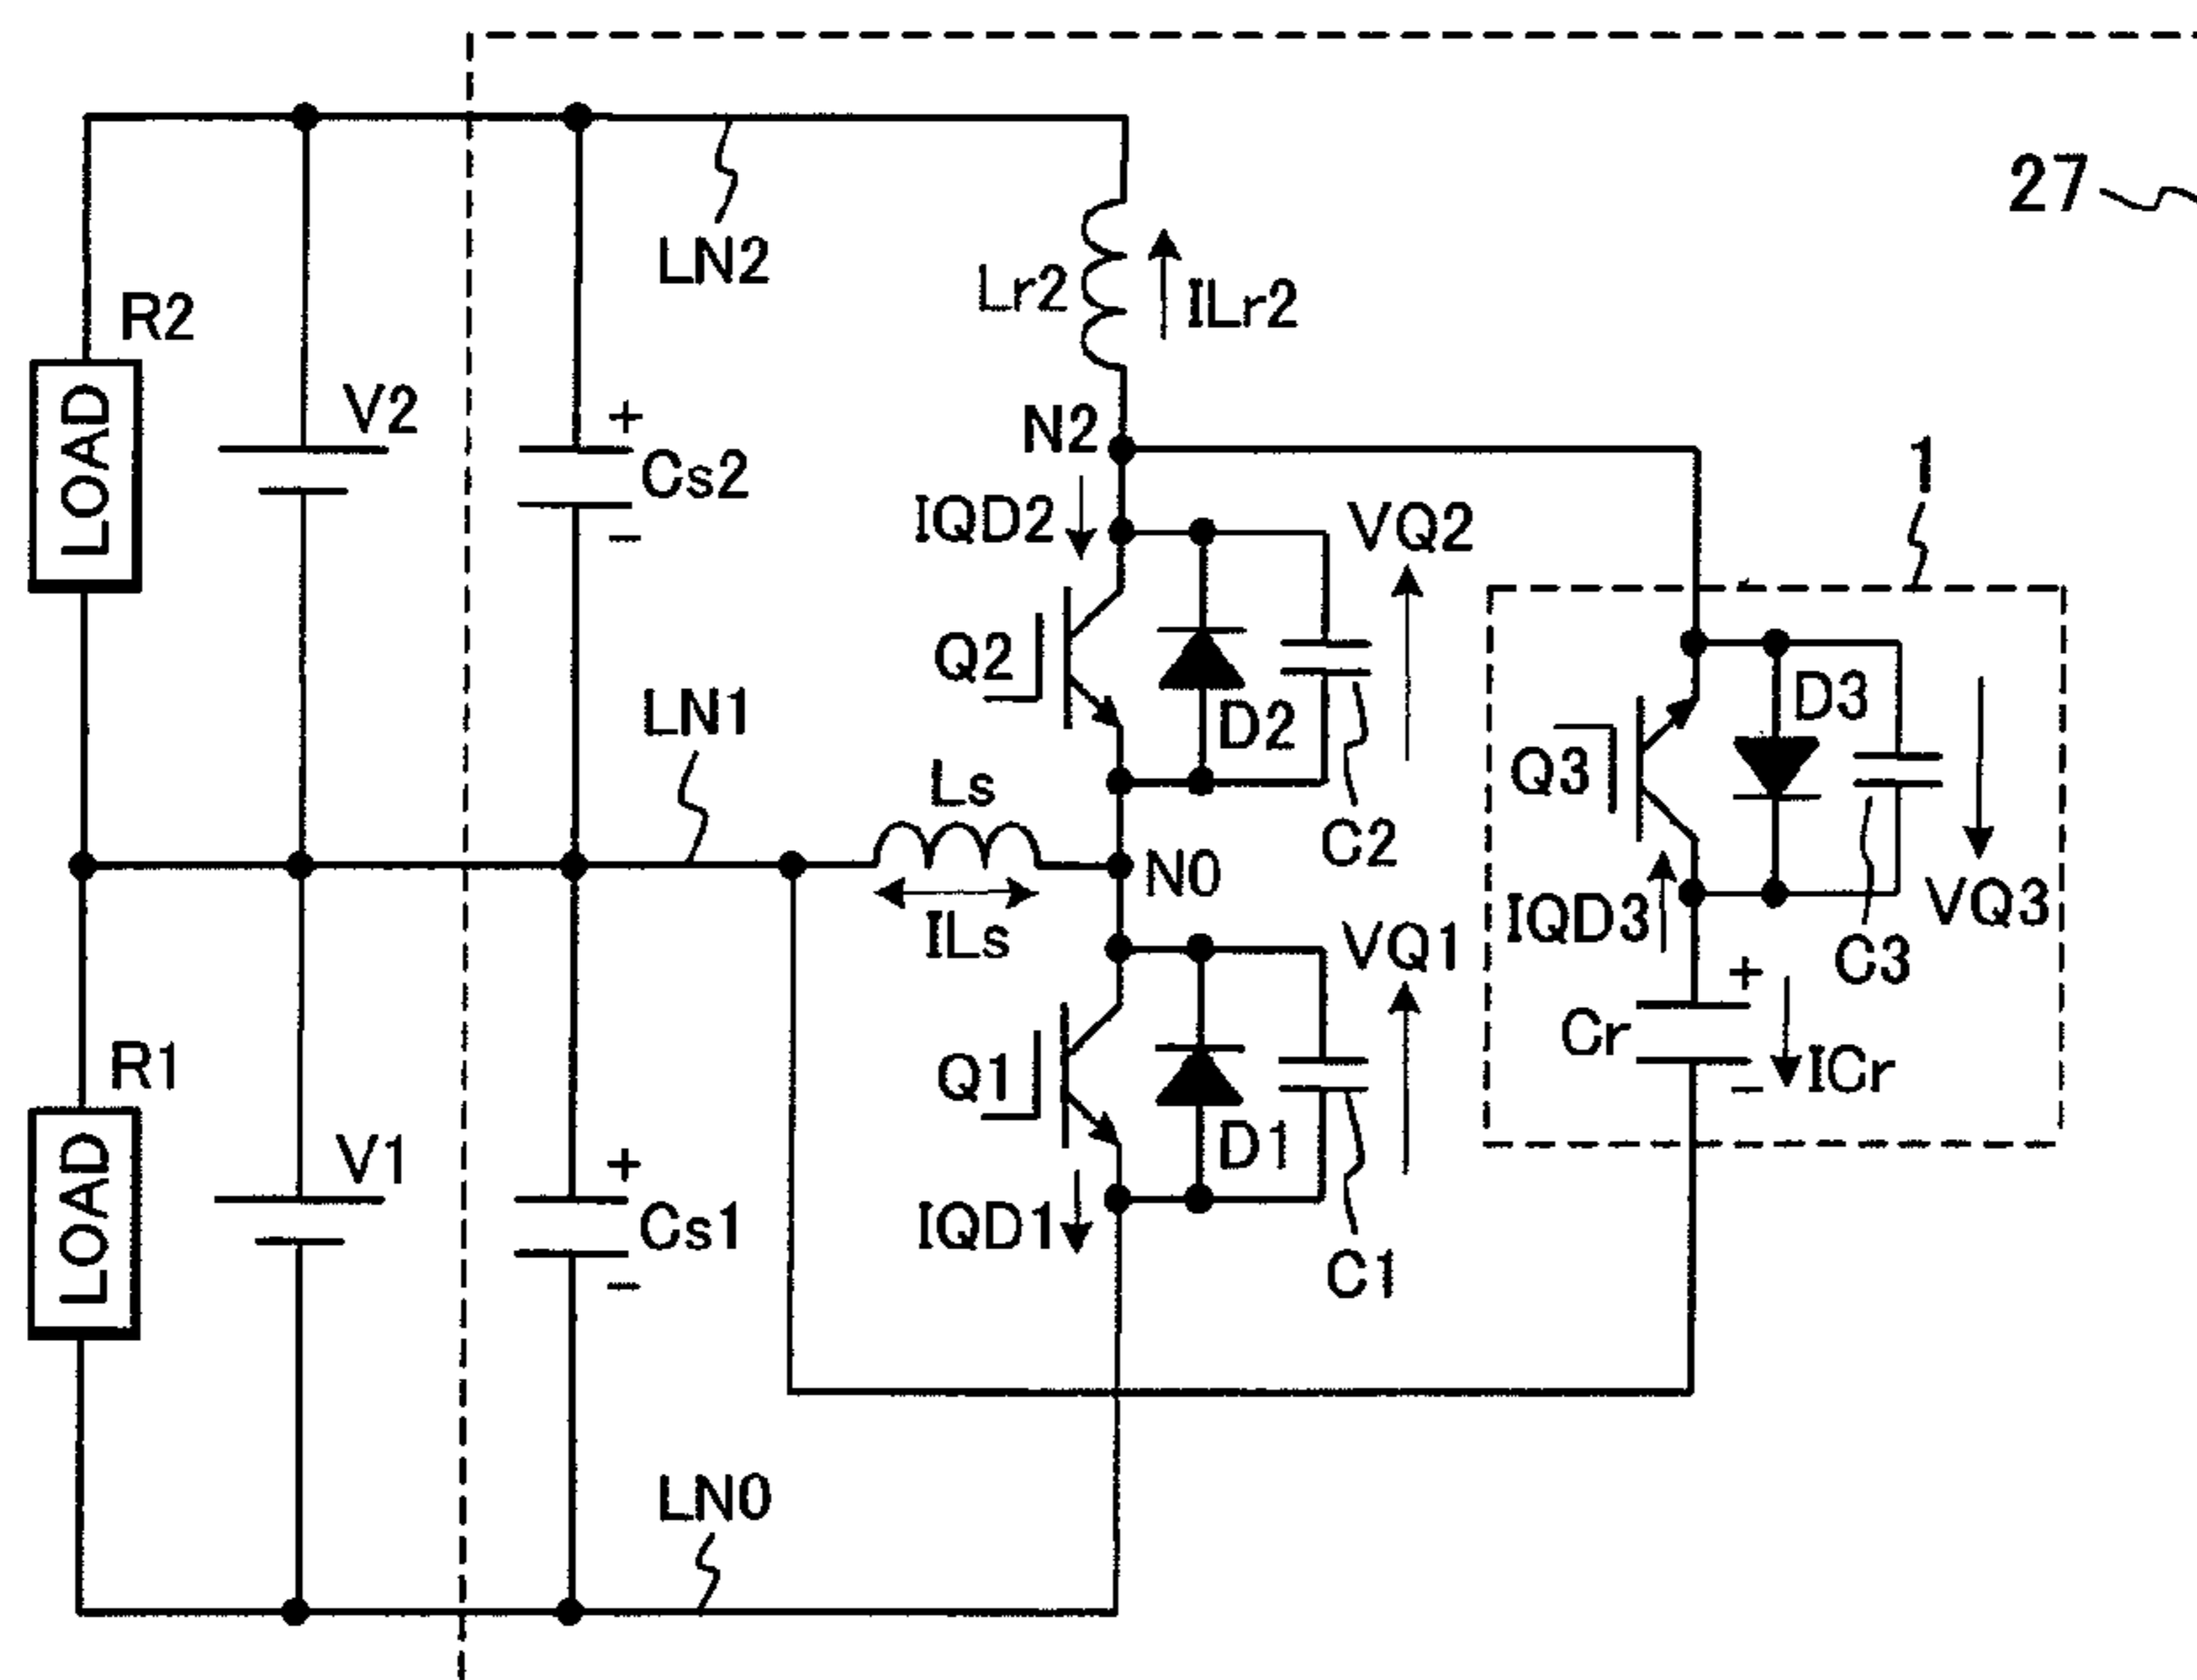 27
LN2
R2
Lr2
ILr2
LOAD
V2
N2
+
Cs2
-
IQD2
VQ2
1
Q2
D2
C2
LN1
Ls
ILs
N0
D3
Q3
IQD3
C3
VQ3
R1
LOAD
V1
+
Cs1
-
VQ1
Q1
D1
IQD1
C1
+
Cr
-
ICr
LN0